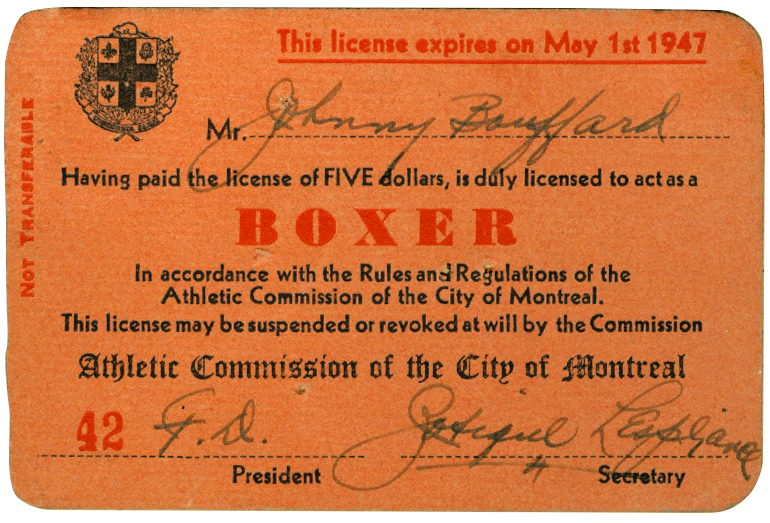 This license expires on May 1st 1947
NOT TRANSFERABLE
Mr. Johnny Bouffard
Having paid the license of FIVE dollars, is duly licensed to act as a
BOXER
In accordance with the Rules and Regulations of the
Athletic Commission of the City of Montreal.
This license may be suspended or revoked at will by the Commission
Athletic Commission of the City of Montreal
42 F.D.
President Secretary